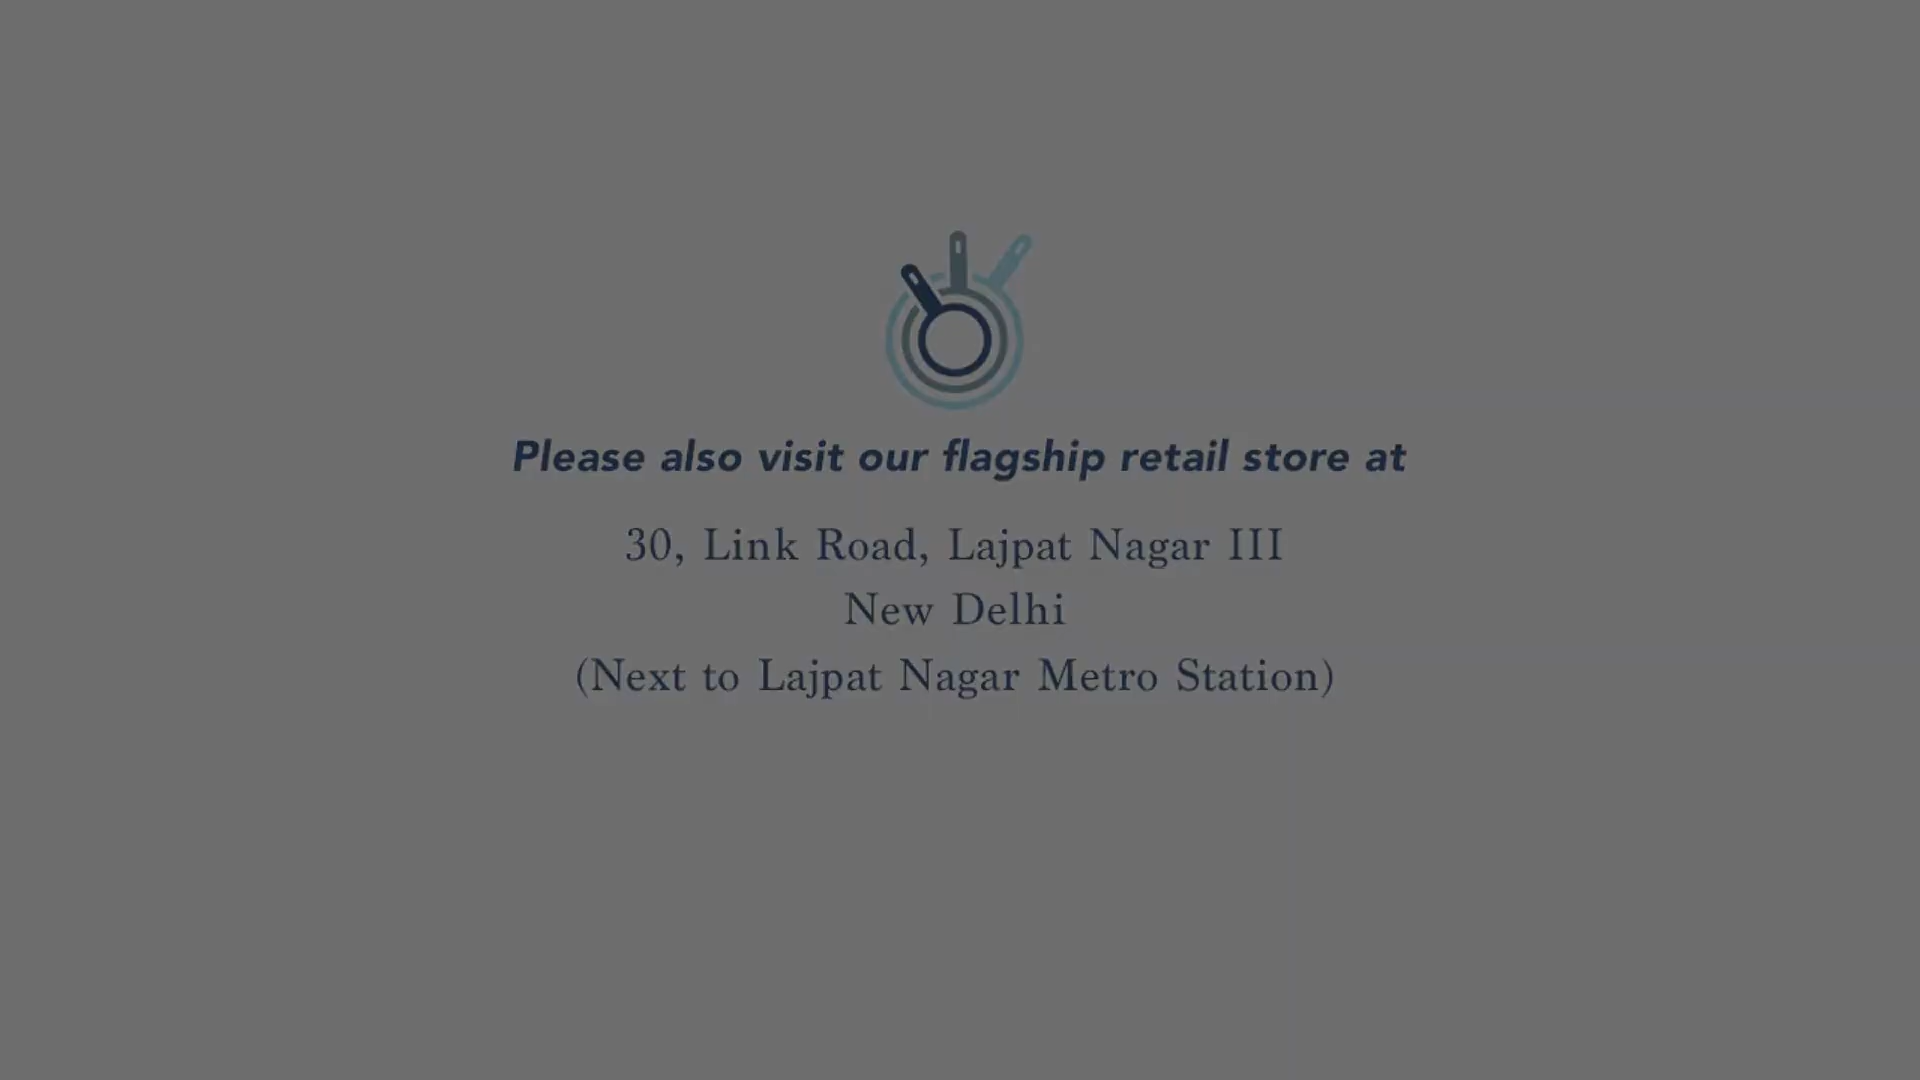 Please also visit our flagship retail store at
30, Link Road, Lajpat Nagar III
New Delhi
(Next to Lajpat Nagar Metro Station)